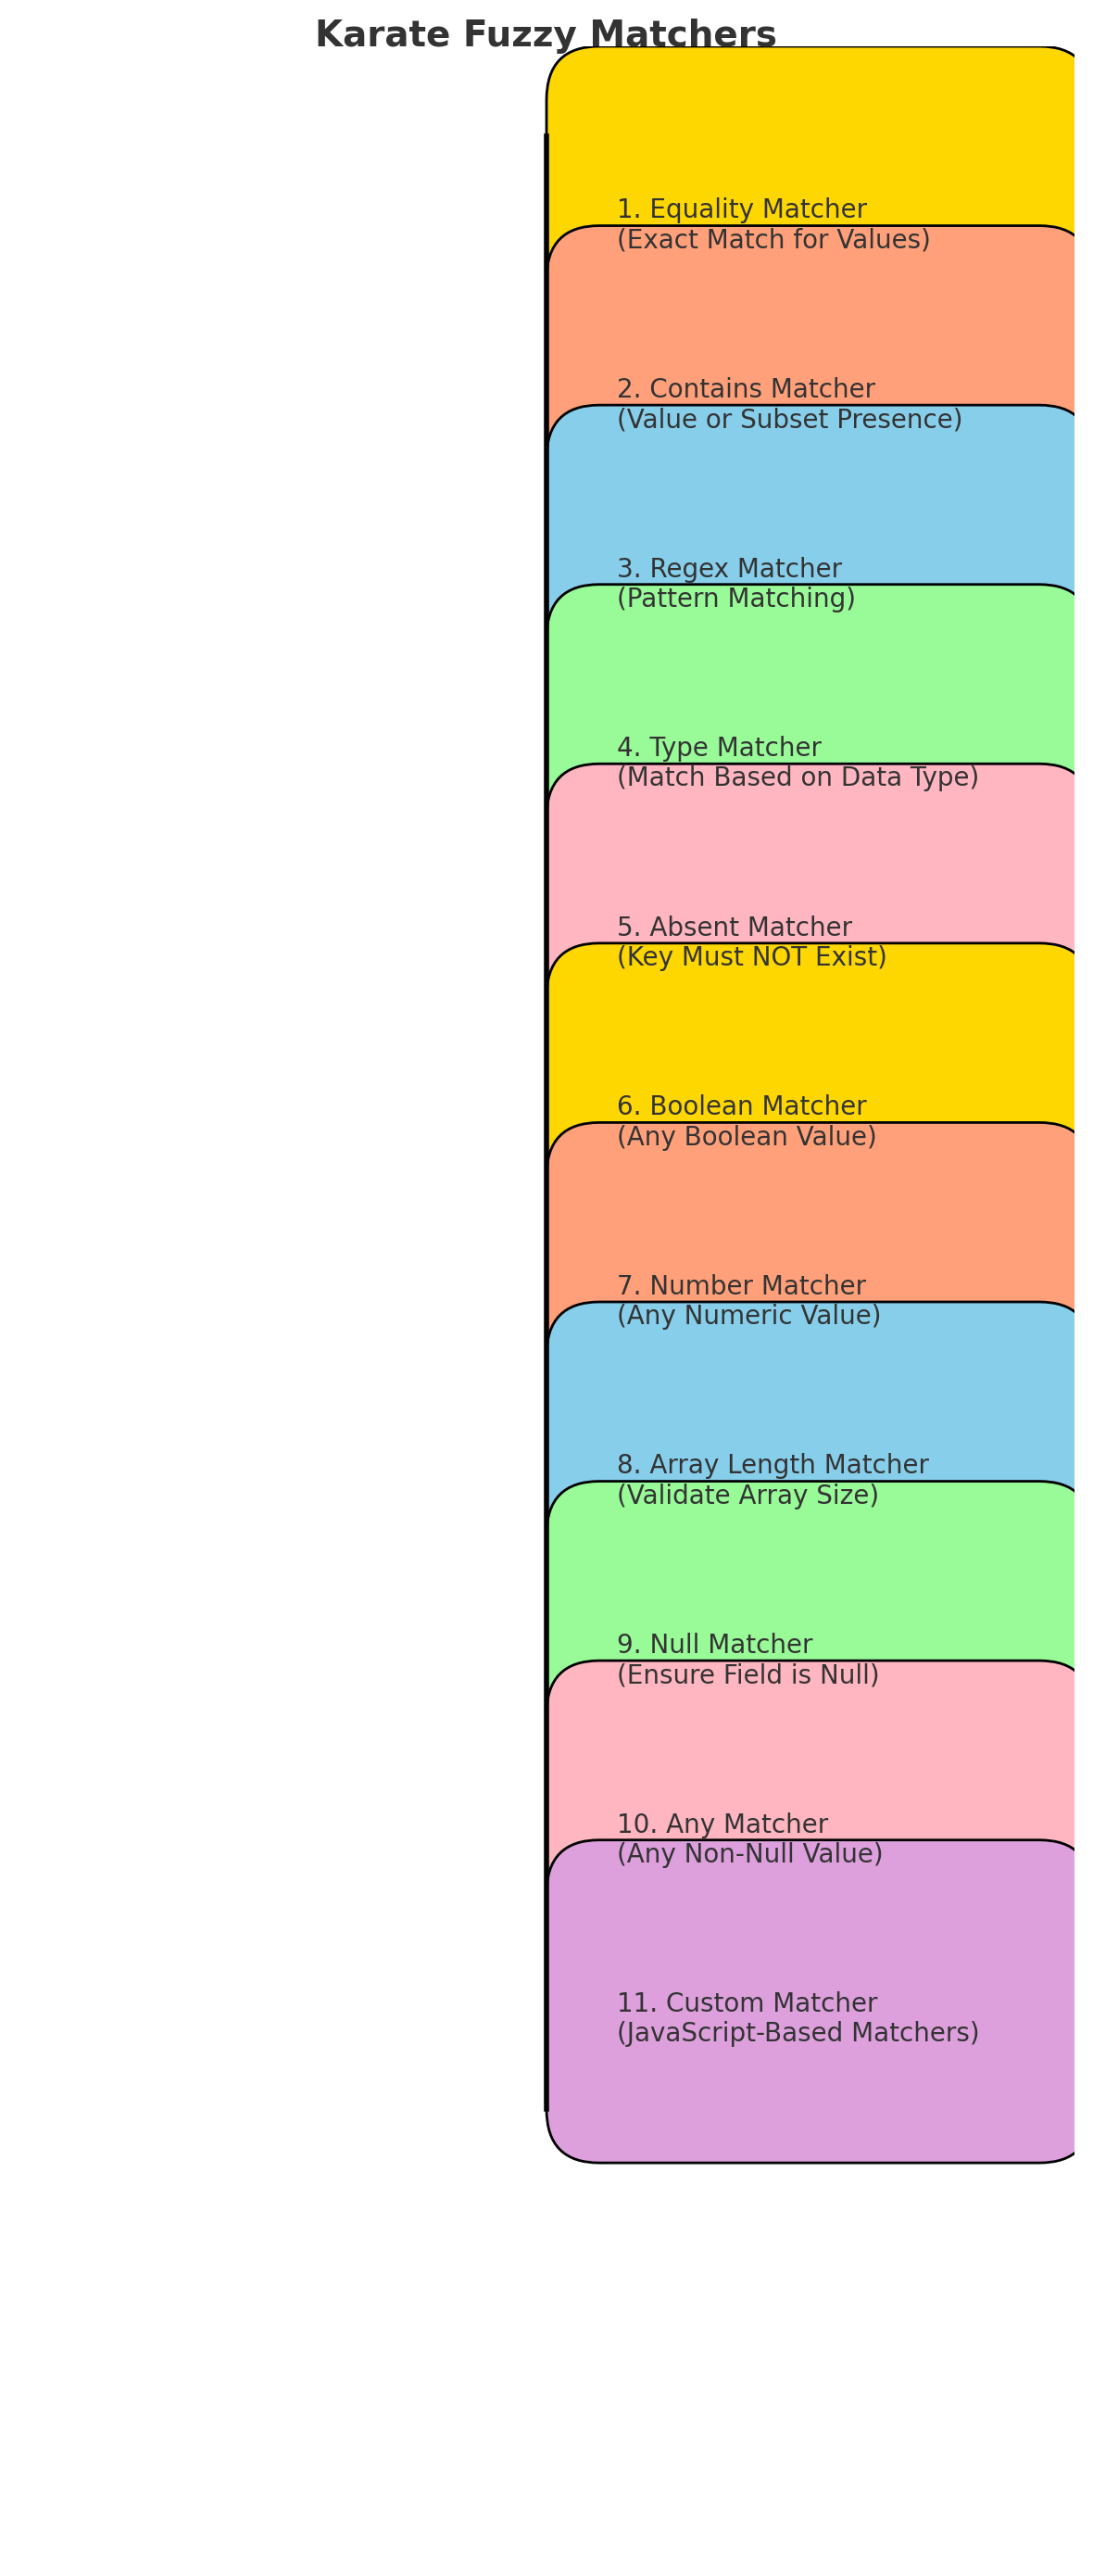 Karate Fuzzy Matchers
1. Equality Matcher
(Exact Match for Values)
2. Contains Matcher
(Value or Subset Presence)
3. Regex Matcher
(Pattern Matching)
4. Type Matcher
(Match Based on Data Type)
5. Absent Matcher
(Key Must NOT Exist)
6. Boolean Matcher
(Any Boolean Value)
7. Number Matcher
(Any Numeric Value)
8. Array Length Matcher
(Validate Array Size)
9. Null Matcher
(Ensure Field is Null)
10. Any Matcher
(Any Non-Null Value)
11. Custom Matcher
(JavaScript-Based Matchers)